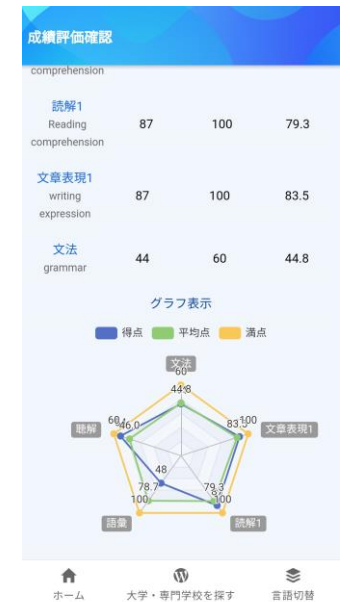 成績評価確認
comprehension
読解1
Reading
comprehension
87 100 79.3
文章表現1
writing
expression
87 100 83.5
文法
grammar
44 60 44.8
グラフ表示
得点 平均点 満点
文法
60
44.8
聴解
60
46.0
83.5
100
文章表現1
48
78.7
100
79.3
100
語彙
読解1
ホーム
大学・専門学校を探す
言語切替